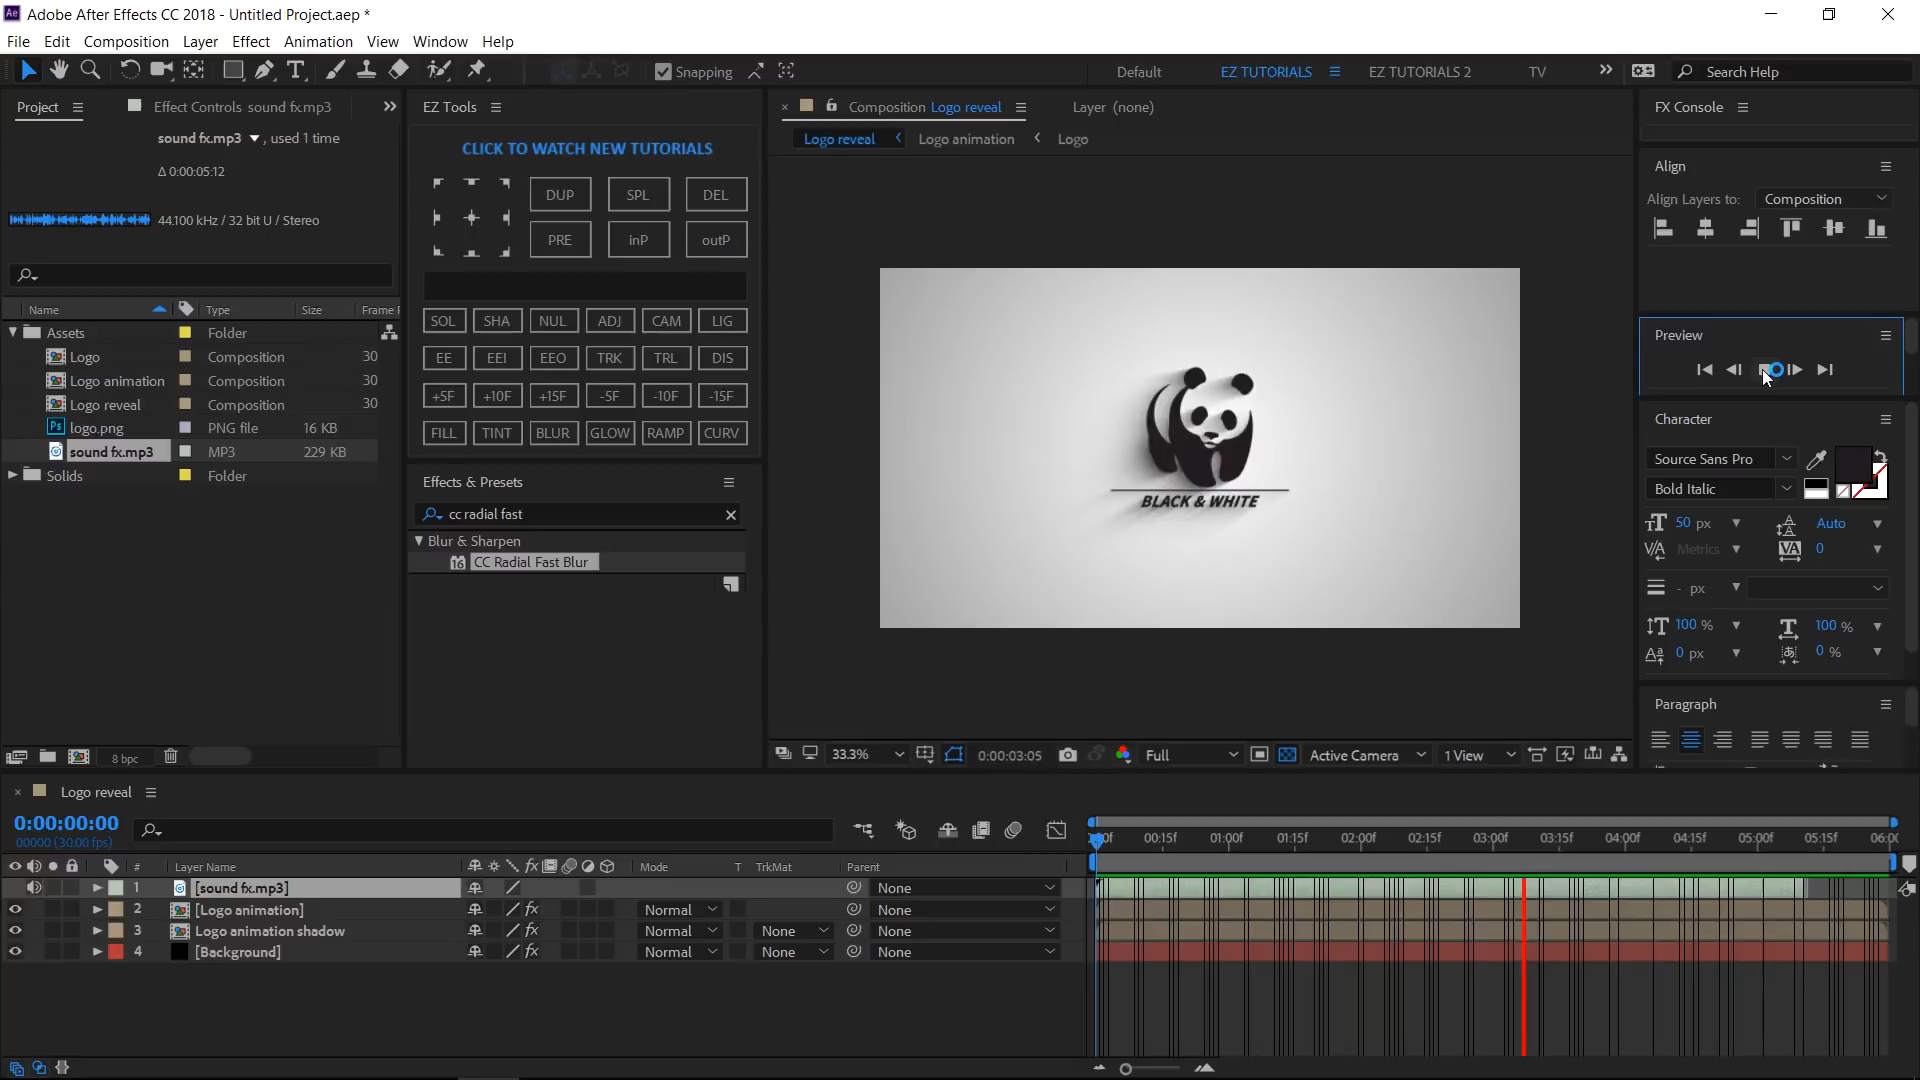 Adobe After Effects CC 2018 - Untitled Project.aep *
File Edit Composition Layer Effect Animation View Window Help
Snapping Default EZ TUTORIALS EZ TUTORIALS 2 TV Search Help
Project Effect Controls sound fx.mp3
sound fx.mp3 , used 1 time
Δ 0:00:05:12
44.100 kHz / 32 bit U / Stereo
Name Type Size Frame
Assets Folder
Logo Composition 30
Logo animation Composition 30
Logo reveal Composition 30
logo.png PNG file 16 KB
sound fx.mp3 MP3 229 KB
Solids Folder
8 bpc
EZ Tools
CLICK TO WATCH NEW TUTORIALS
DUP SPL DEL
PRE inP outP
SOL SHA NUL ADJ CAM LIG
EE EEI EEO TRK TRL DIS
+5F +10F +15F -5F -10F -15F
FILL TINT BLUR GLOW RAMP CURV
Effects & Presets
cc radial fast
Blur & Sharpen
16 CC Radial Fast Blur
Composition Logo reveal Layer (none)
Logo reveal Logo animation Logo
BLACK & WHITE
33.3% 0:00:03:05 Full Active Camera 1 View
FX Console
Align
Align Layers to: Composition
Preview
Character
Source Sans Pro
Bold Italic
50 px Auto
Metrics 0
- px
100 % 100 %
0 px 0 %
Paragraph
Logo reveal
0:00:00:00
00000 (30.00 fps)
00f 00:15f 01:00f 01:15f 02:00f 02:15f 03:00f 03:15f 04:00f 04:15f 05:00f 05:15f 06:00
# Layer Name Mode T TrkMat Parent
1 [sound fx.mp3] None
2 [Logo animation] Normal None
3 Logo animation shadow Normal None None
4 [Background] Normal None None